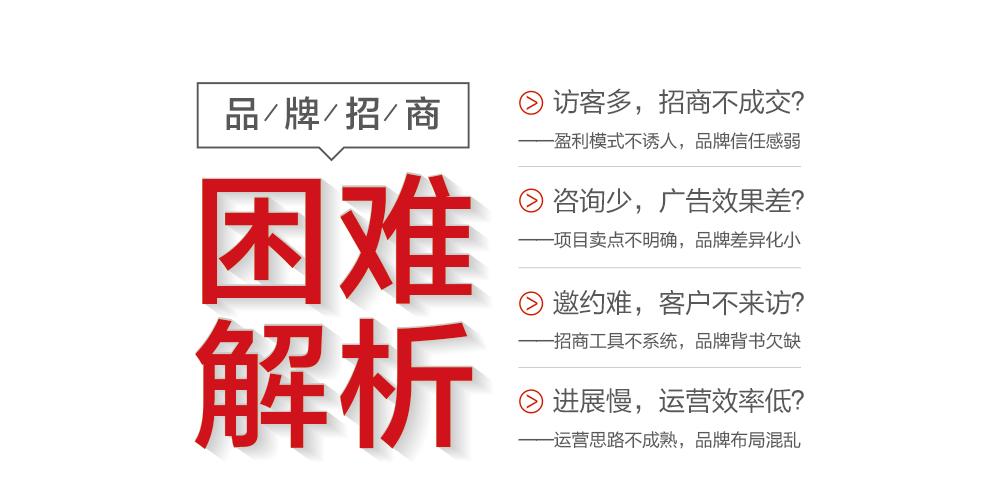 品/牌/招/商
困难
解析
访客多，招商不成交?
——盈利模式不诱人，品牌信任感弱
咨询少，广告效果差?
——项目卖点不明确，品牌差异化小
邀约难，客户不来访?
——招商工具不系统，品牌背书欠缺
进展慢，运营效率低?
——运营思路不成熟，品牌布局混乱